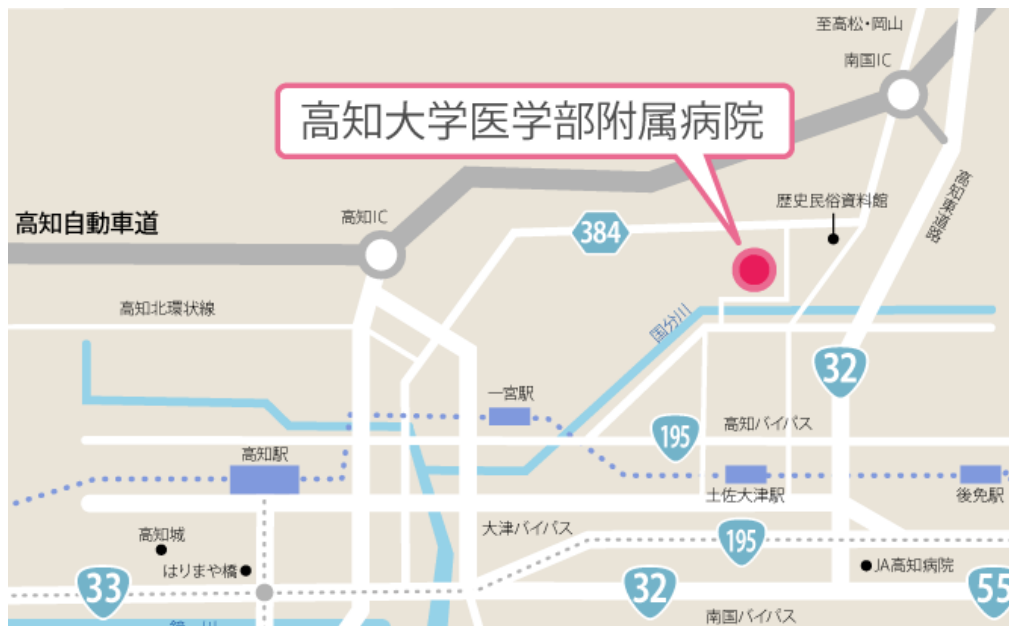 至高松・岡山
南国IC
高知大学医学部附属病院
高知東道路
歴史民俗資料館
高知自動車道
高知IC
384
高知北環状線
国分川
32
一宮駅
195
高知バイパス
高知駅
土佐大津駅
後免駅
高知城
大津バイパス
195
はりまや橋
JA高知病院
33
32
55
南国バイパス